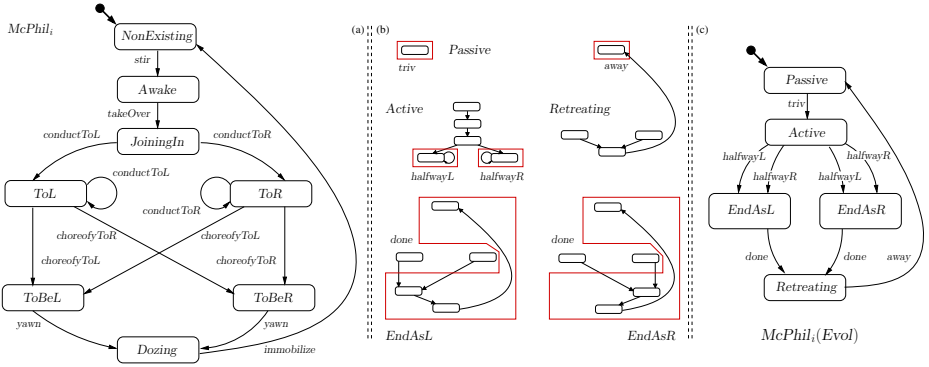 McPhil_i
NonExisting
stir
Awake
takeOver
JoiningIn
conductToL
conductToR
conductToL
ToL
ToR
conductToR
choreofyToR
choreofyToL
choreofyToL
choreofyToR
ToBeL
ToBeR
yawn
yawn
Dozing
immobilize
(a)
(b)
Passive
triv
away
Active
Retreating
halfwayL
halfwayR
done
done
EndAsL
EndAsR
(c)
Passive
triv
Active
halfwayL
halfwayR
halfwayR
halfwayL
EndAsL
EndAsR
done
done
away
Retreating
McPhil_i(Evol)